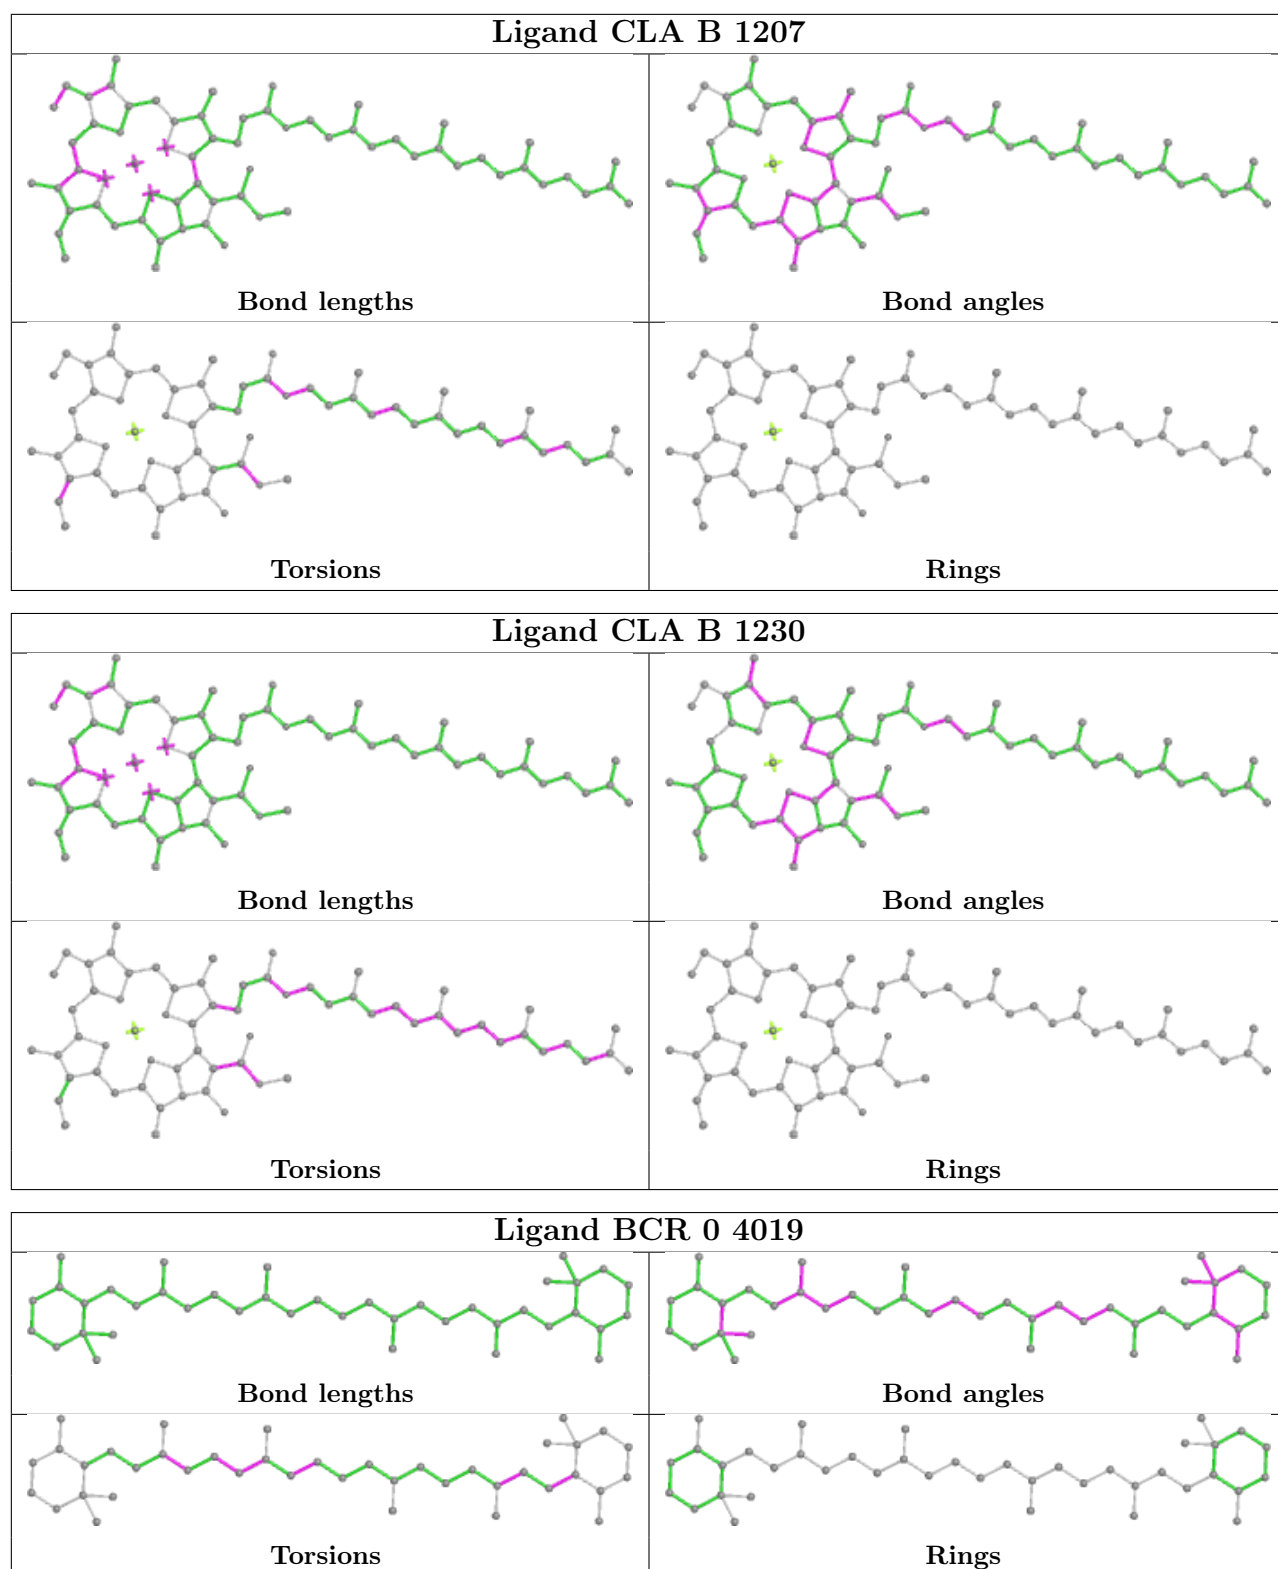 Ligand CLA B 1207
Bond lengths
Bond angles
Torsions
Rings
Ligand CLA B 1230
Bond lengths
Bond angles
Torsions
Rings
Ligand BCR 0 4019
Bond lengths
Bond angles
Torsions
Rings